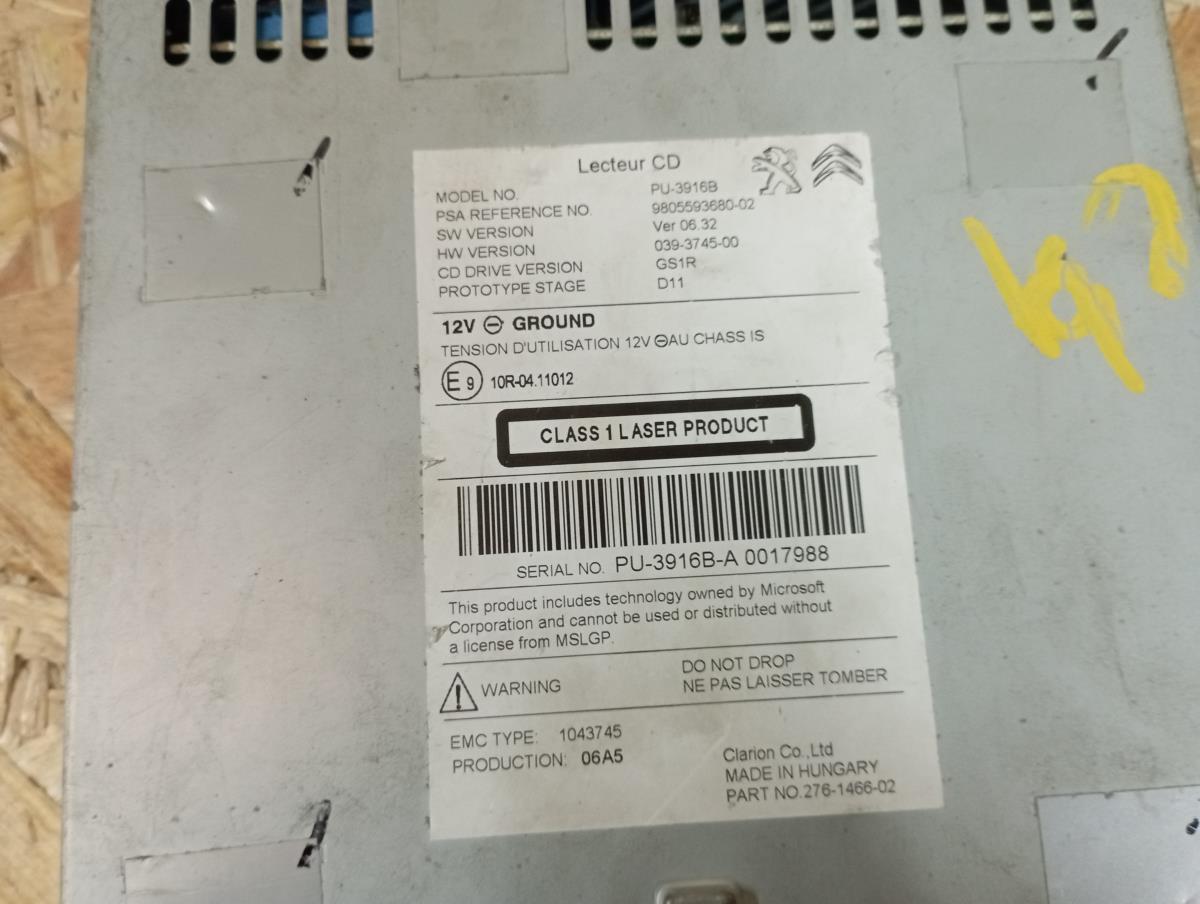 Lecteur CD
MODEL NO. PU-3916B
PSA REFERENCE NO. 9805593680-02
SW VERSION Ver 06.32
HW VERSION 039-3745-00
CD DRIVE VERSION GS1R
PROTOTYPE STAGE D11
12V ⊖ GROUND
TENSION D'UTILISATION 12V ⊖AU CHASS IS
E9 10R-04.11012
CLASS 1 LASER PRODUCT
SERIAL NO. PU-3916B-A 0017988
This product includes technology owned by Microsoft
Corporation and cannot be used or distributed without
a license from MSLGP.
WARNING
DO NOT DROP
NE PAS LAISSER TOMBER
EMC TYPE: 1043745
PRODUCTION: 06A5
Clarion Co.,Ltd
MADE IN HUNGARY
PART NO.276-1466-02